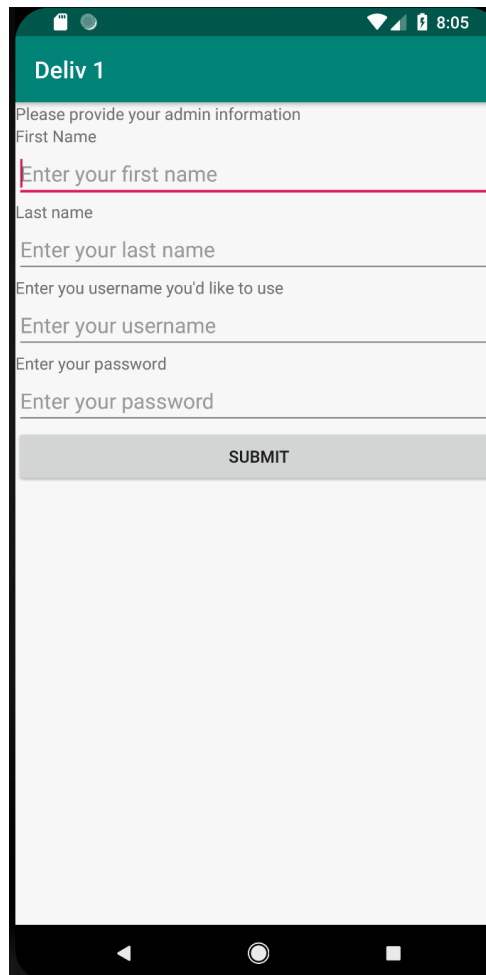 8:05
Deliv 1
Please provide your admin information
First Name
Enter your first name
Last name
Enter your last name
Enter you username you'd like to use
Enter your username
Enter your password
Enter your password
SUBMIT